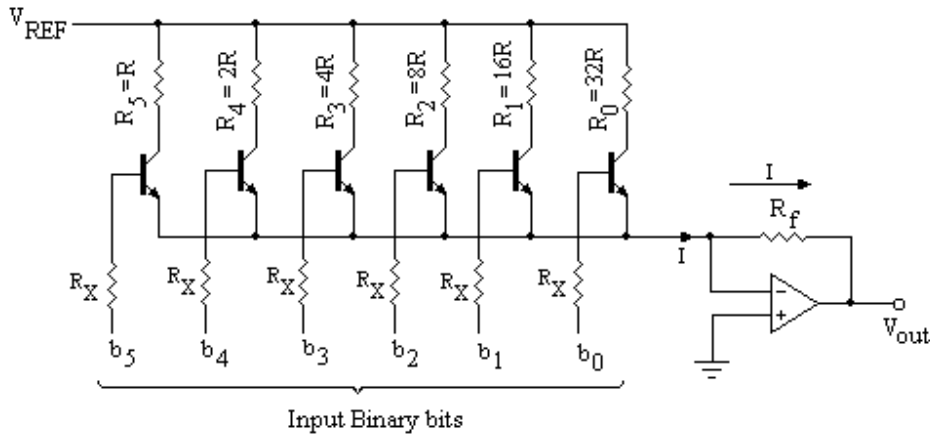 V_REF
R_5 = R
R_4 = 2R
R_3 = 4R
R_2 = 8R
R_1 = 16R
R_0 = 32R
I
R_f
I
R_X
R_X
R_X
R_X
R_X
R_X
−
+
V_out
b_5
b_4
b_3
b_2
b_1
b_0
Input Binary bits